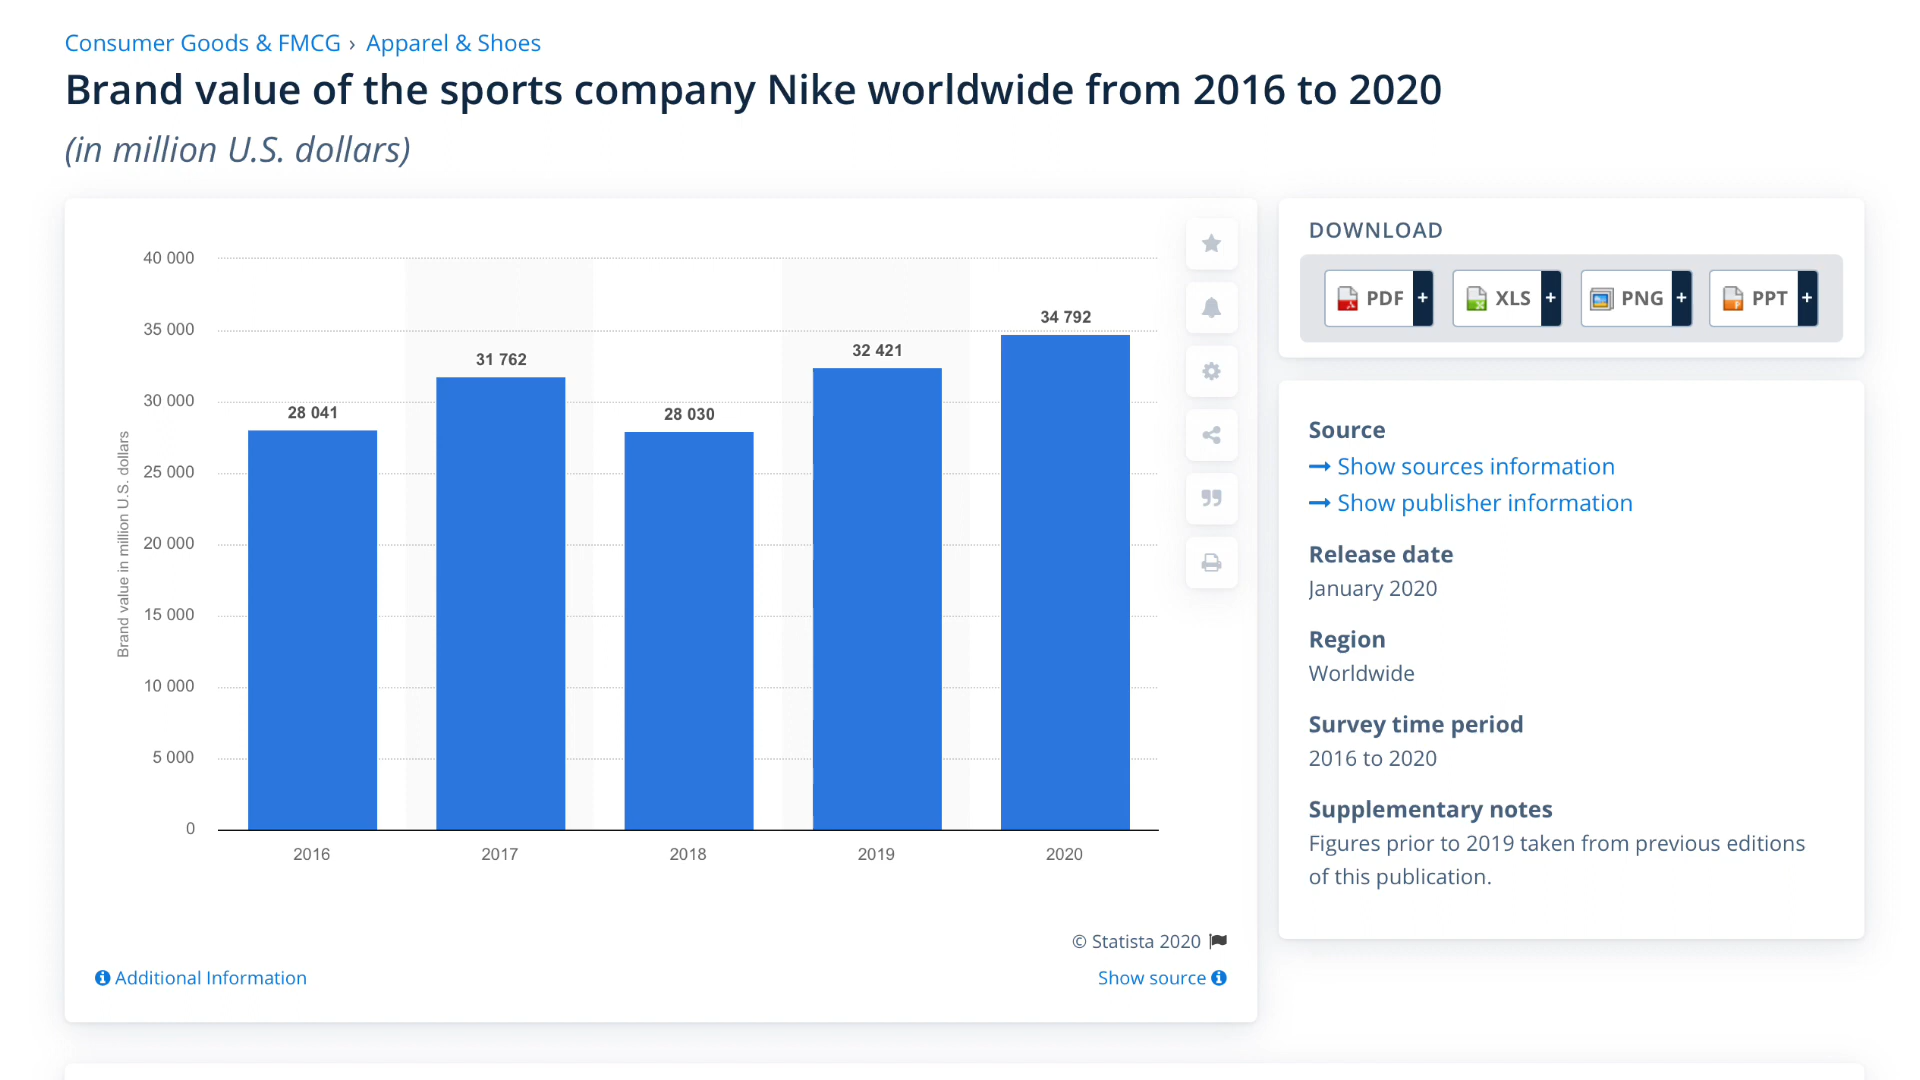 Consumer Goods & FMCG › Apparel & Shoes
Brand value of the sports company Nike worldwide from 2016 to 2020
(in million U.S. dollars)
40 000
35 000
30 000
25 000
20 000
15 000
10 000
5 000
0
Brand value in million U.S. dollars
28 041
31 762
28 030
32 421
34 792
2016
2017
2018
2019
2020
© Statista 2020
Additional Information
Show source
DOWNLOAD
PDF +
XLS +
PNG +
PPT +
Source
Show sources information
Show publisher information
Release date
January 2020
Region
Worldwide
Survey time period
2016 to 2020
Supplementary notes
Figures prior to 2019 taken from previous editions
of this publication.